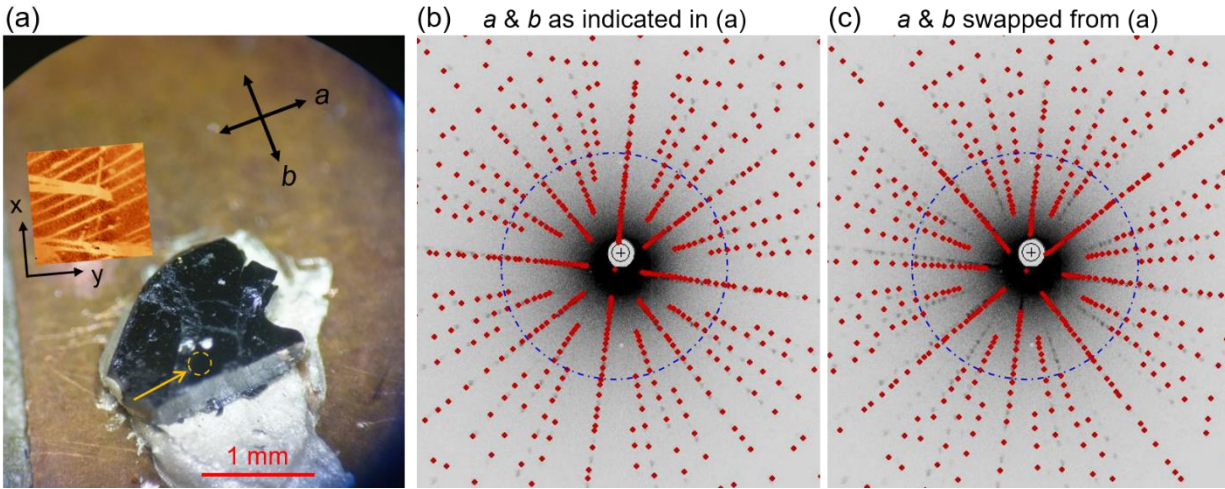 (a)
(b) a & b as indicated in (a)
(c) a & b swapped from (a)
a
b
x
y
1 mm